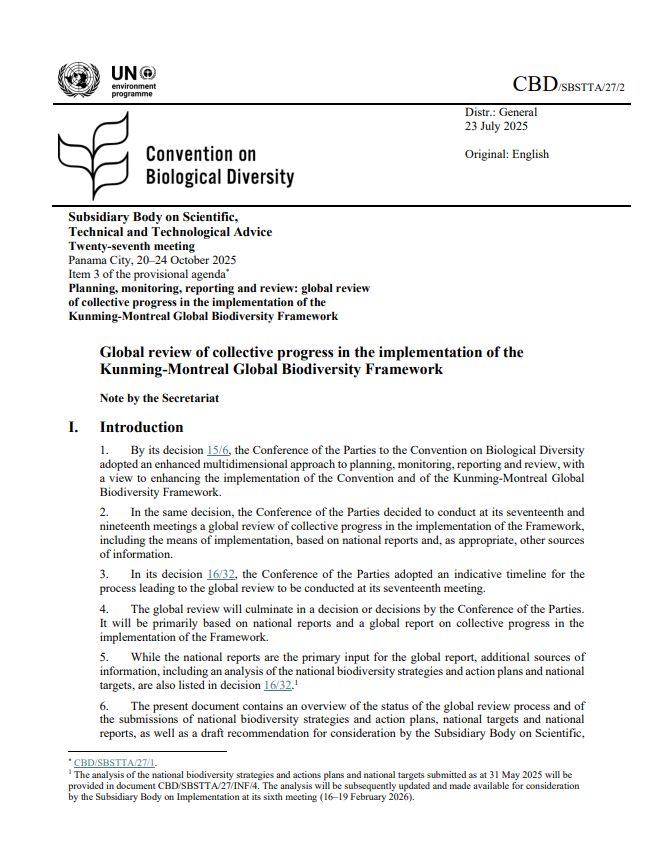 UN
environment
programme
CBD/SBSTTA/27/2
Distr.: General
23 July 2025
Original: English
Convention on
Biological Diversity
Subsidiary Body on Scientific,
Technical and Technological Advice
Twenty-seventh meeting
Panama City, 20–24 October 2025
Item 3 of the provisional agenda*
Planning, monitoring, reporting and review: global review
of collective progress in the implementation of the
Kunming-Montreal Global Biodiversity Framework
Global review of collective progress in the implementation of the
Kunming-Montreal Global Biodiversity Framework
Note by the Secretariat
I. Introduction
1. By its decision 15/6, the Conference of the Parties to the Convention on Biological Diversity
adopted an enhanced multidimensional approach to planning, monitoring, reporting and review, with
a view to enhancing the implementation of the Convention and of the Kunming-Montreal Global
Biodiversity Framework.
2. In the same decision, the Conference of the Parties decided to conduct at its seventeenth and
nineteenth meetings a global review of collective progress in the implementation of the Framework,
including the means of implementation, based on national reports and, as appropriate, other sources
of information.
3. In its decision 16/32, the Conference of the Parties adopted an indicative timeline for the
process leading to the global review to be conducted at its seventeenth meeting.
4. The global review will culminate in a decision or decisions by the Conference of the Parties.
It will be primarily based on national reports and a global report on collective progress in the
implementation of the Framework.
5. While the national reports are the primary input for the global report, additional sources of
information, including an analysis of the national biodiversity strategies and action plans and national
targets, are also listed in decision 16/32.¹
6. The present document contains an overview of the status of the global review process and of
the submissions of national biodiversity strategies and action plans, national targets and national
reports, as well as a draft recommendation for consideration by the Subsidiary Body on Scientific,
* CBD/SBSTTA/27/1.
¹ The analysis of the national biodiversity strategies and actions plans and national targets submitted as at 31 May 2025 will be
provided in document CBD/SBSTTA/27/INF/4. The analysis will be subsequently updated and made available for consideration
by the Subsidiary Body on Implementation at its sixth meeting (16–19 February 2026).